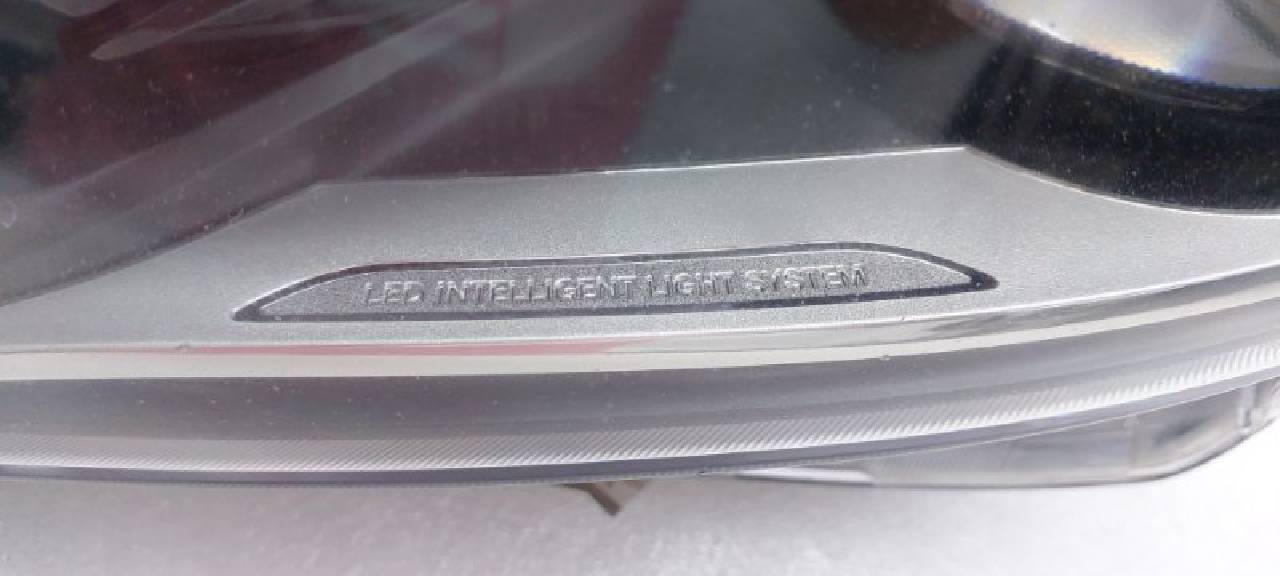 LED INTELLIGENT LIGHT SYSTEM